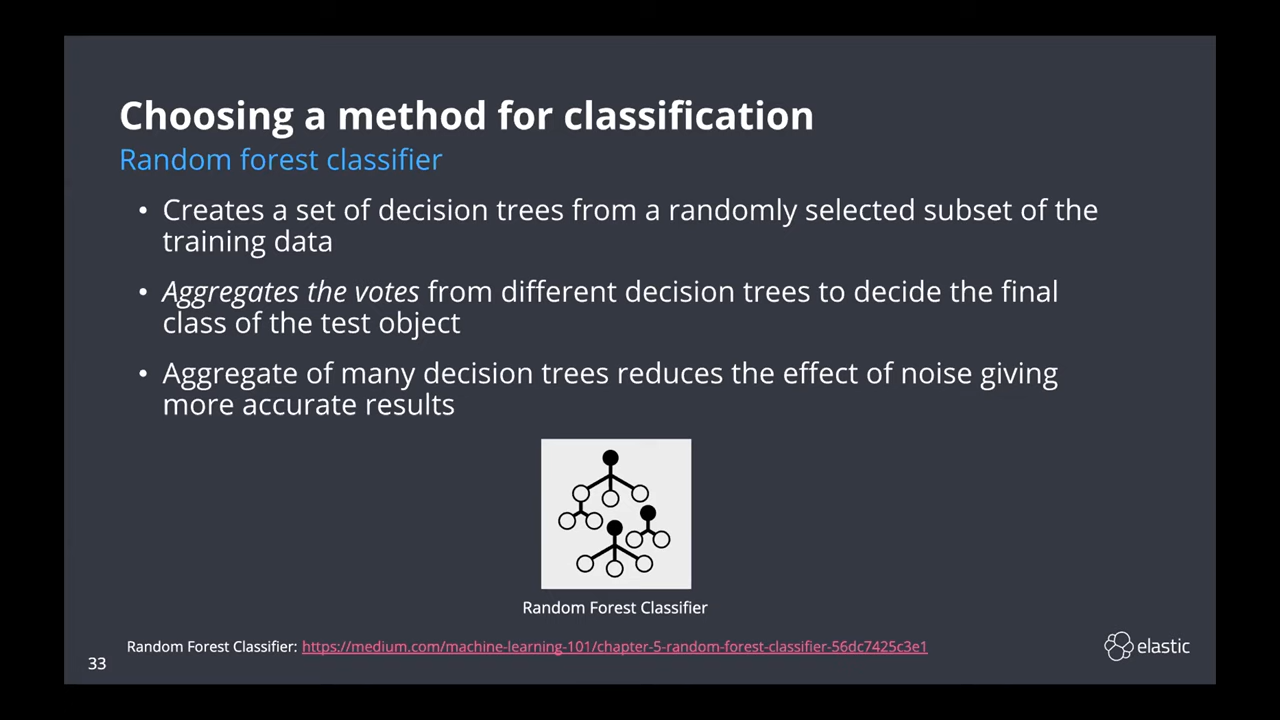 Choosing a method for classification
Random forest classifier
• Creates a set of decision trees from a randomly selected subset of the
training data
• Aggregates the votes from different decision trees to decide the final
class of the test object
• Aggregate of many decision trees reduces the effect of noise giving
more accurate results
Random Forest Classifier
Random Forest Classifier: https://medium.com/machine-learning-101/chapter-5-random-forest-classifier-56dc7425c3e1
33
elastic